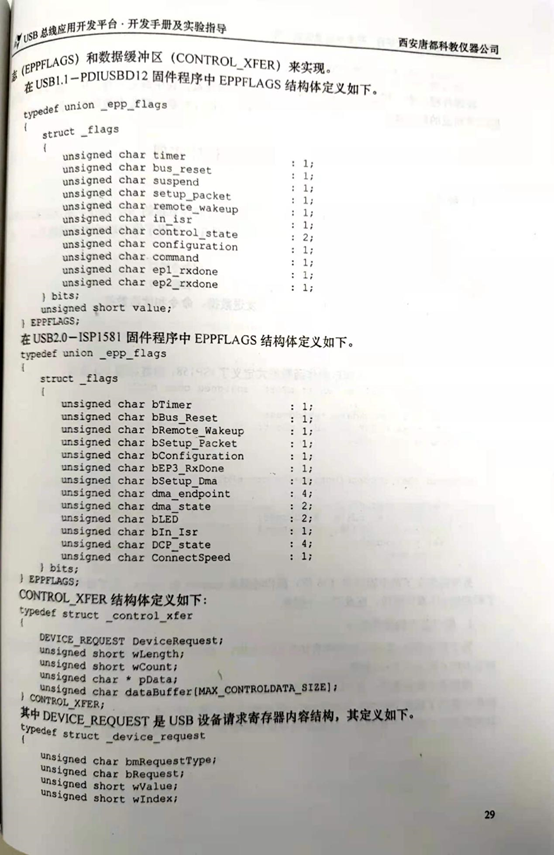 USB 总线应用开发平台·开发手册及实验指导
西安唐都科教仪器公司
(EPPFLAGS)和数据缓冲区(CONTROL_XFER)来实现。
在 USB1.1-PDIUSBD12 固件程序中 EPPFLAGS 结构体定义如下。
typedef union _epp_flags
{
struct _flags
{
unsigned char timer : 1;
unsigned char bus_reset : 1;
unsigned char suspend : 1;
unsigned char setup_packet : 1;
unsigned char remote_wakeup : 1;
unsigned char in_isr : 1;
unsigned char control_state : 2;
unsigned char configuration : 1;
unsigned char command : 1;
unsigned char ep1_rxdone : 1;
unsigned char ep2_rxdone : 1;
} bits;
unsigned short value;
} EPPFLAGS;
在 USB2.0-ISP1581 固件程序中 EPPFLAGS 结构体定义如下。
typedef union _epp_flags
{
struct _flags
{
unsigned char bTimer : 1;
unsigned char bBus_Reset : 1;
unsigned char bRemote_Wakeup : 1;
unsigned char bSetup_Packet : 1;
unsigned char bConfiguration : 1;
unsigned char bEP3_RxDone : 1;
unsigned char bSetup_Dma : 1;
unsigned char dma_endpoint : 4;
unsigned char dma_state : 2;
unsigned char bLED : 2;
unsigned char bIn_Isr : 1;
unsigned char DCP_state : 4;
unsigned char ConnectSpeed : 1;
} bits;
} EPPFLAGS;
CONTROL_XFER 结构体定义如下:
typedef struct _control_xfer
{
DEVICE_REQUEST DeviceRequest;
unsigned short wLength;
unsigned short wCount;
unsigned char * pData;
unsigned char dataBuffer[MAX_CONTROLDATA_SIZE];
} CONTROL_XFER;
其中 DEVICE_REQUEST 是 USB 设备请求寄存器内容结构，其定义如下。
typedef struct _device_request
{
unsigned char bmRequestType;
unsigned char bRequest;
unsigned short wValue;
unsigned short wIndex;
29